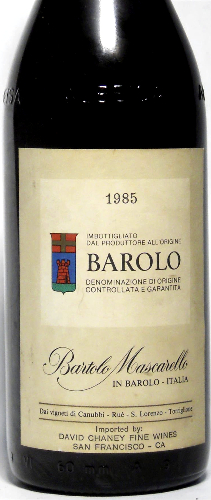 1985
IMBOTTIGLIATO
DAL PRODUTTORE ALL'ORIGINE
BAROLO
DENOMINAZIONE DI ORIGINE
CONTROLLATA E GARANTITA
Bartolo Mascarello
IN BAROLO - ITALIA
Dai vigneti di Canubbi - Ruè - S. Lorenzo - Torriglione
Imported by:
DAVID CHANEY FINE WINES
SAN FRANCISCO - CA